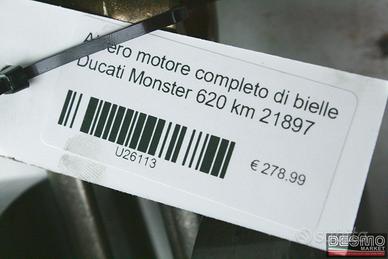 Albero motore completo di bielle
Ducati Monster 620 km 21897
U26113
€ 278.99
DESMO
MARKET